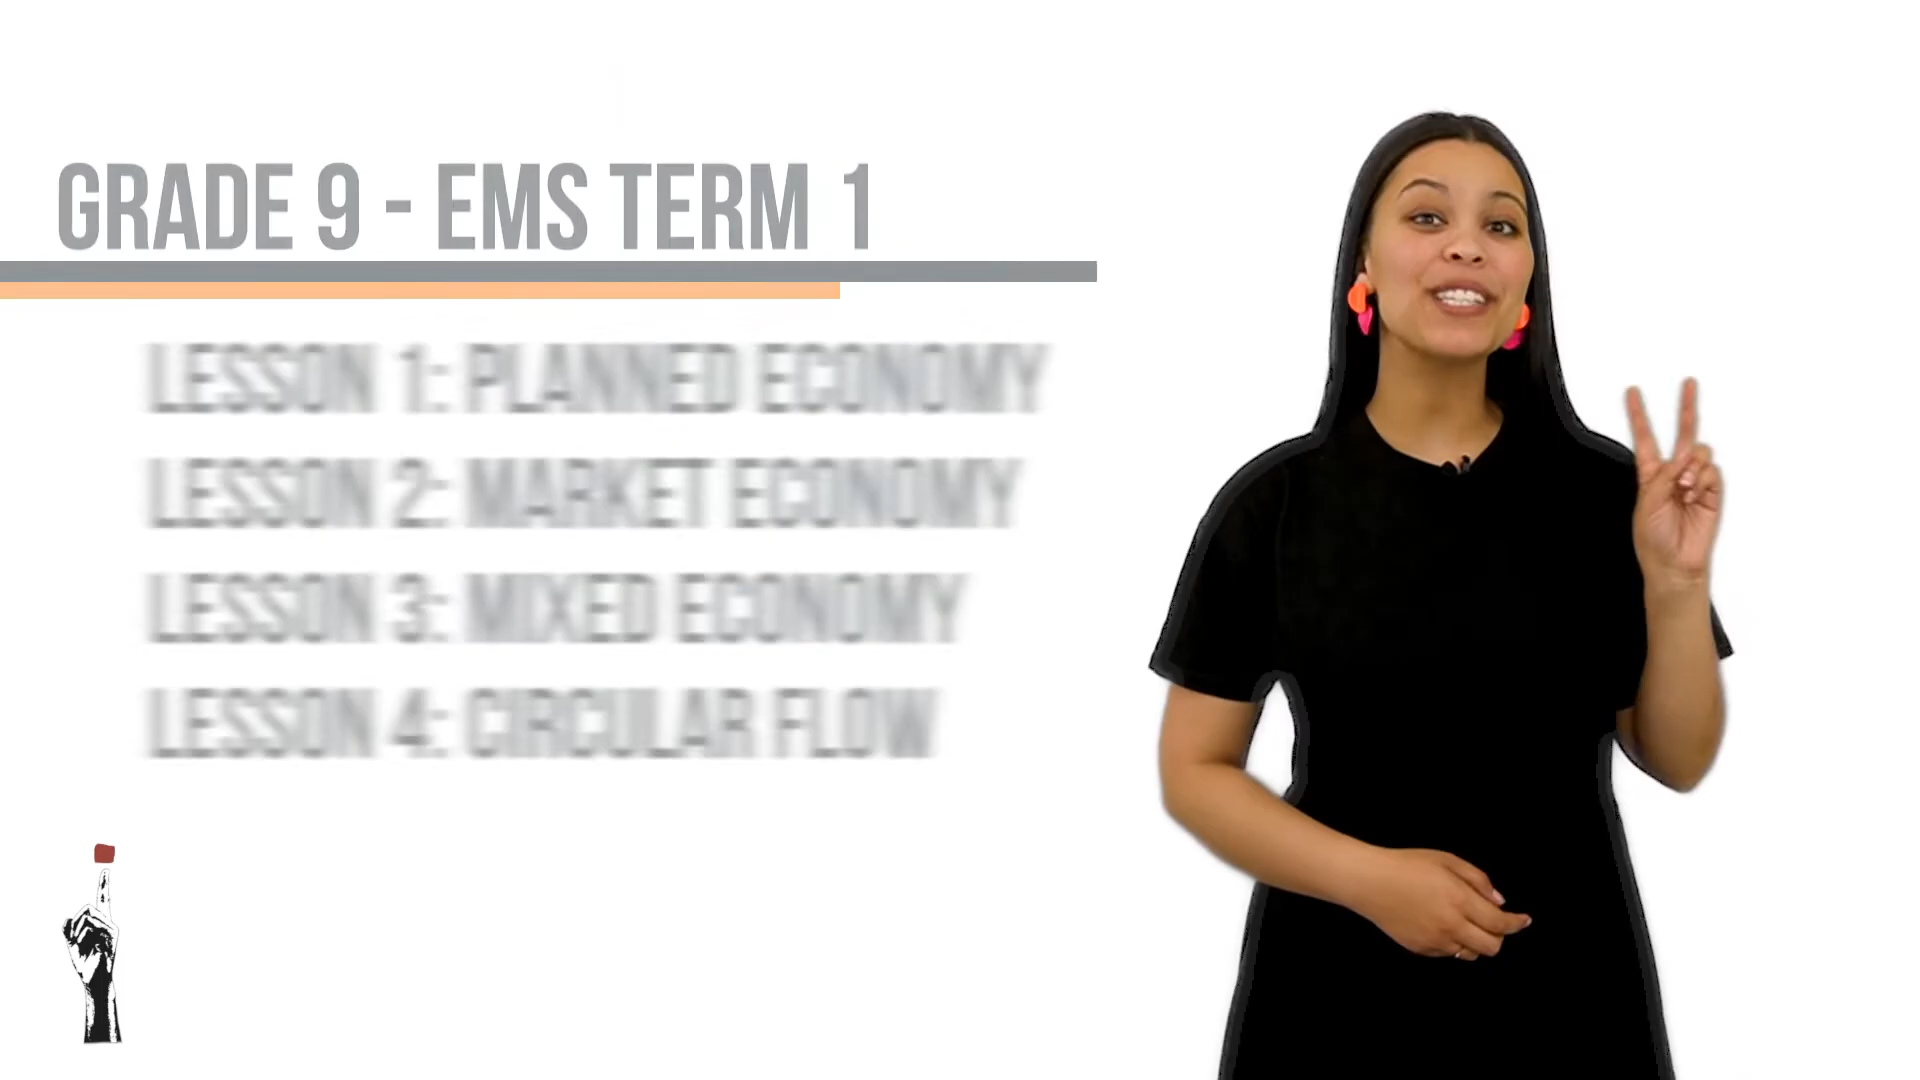 GRADE 9 - EMS TERM 1
LESSON 1: PLANNED ECONOMY
LESSON 2: MARKET ECONOMY
LESSON 3: MIXED ECONOMY
LESSON 4: CIRCULAR FLOW